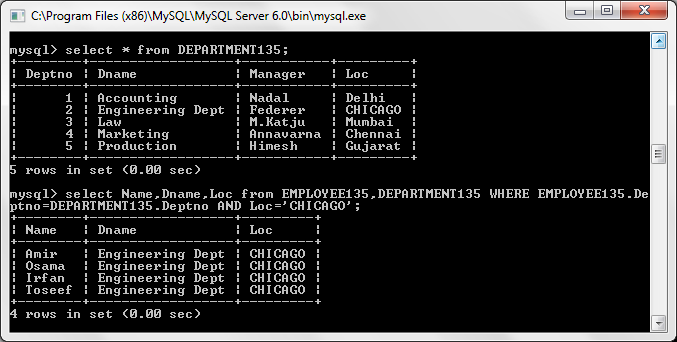 C:\Program Files (x86)\MySQL\MySQL Server 6.0\bin\mysql.exe
mysql> select * from DEPARTMENT135;
+--------+------------------+-----------+---------+
| Deptno | Dname            | Manager   | Loc     |
+--------+------------------+-----------+---------+
|      1 | Accounting       | Nadal     | Delhi   |
|      2 | Engineering Dept | Federer   | CHICAGO |
|      3 | Law              | M.Katju   | Mumbai  |
|      4 | Marketing        | Annavarna | Chennai |
|      5 | Production       | Himesh    | Gujarat |
+--------+------------------+-----------+---------+
5 rows in set (0.00 sec)
mysql> select Name,Dname,Loc from EMPLOYEE135,DEPARTMENT135 WHERE EMPLOYEE135.De
ptno=DEPARTMENT135.Deptno AND Loc='CHICAGO';
+--------+------------------+---------+
| Name   | Dname            | Loc     |
+--------+------------------+---------+
| Amir   | Engineering Dept | CHICAGO |
| Osama  | Engineering Dept | CHICAGO |
| Irfan  | Engineering Dept | CHICAGO |
| Toseef | Engineering Dept | CHICAGO |
+--------+------------------+---------+
4 rows in set (0.00 sec)